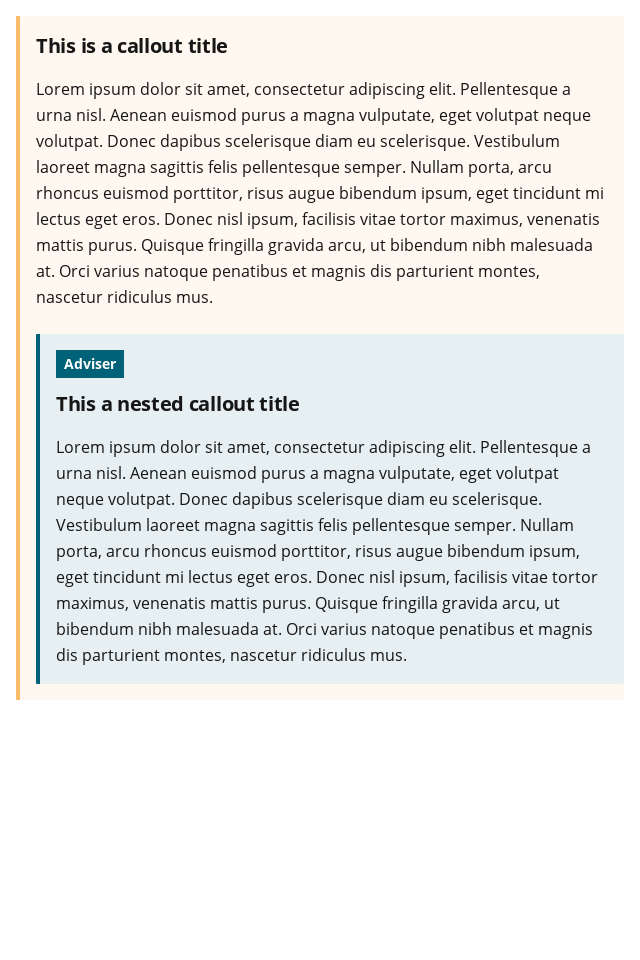 This is a callout title
Lorem ipsum dolor sit amet, consectetur adipiscing elit. Pellentesque a
urna nisl. Aenean euismod purus a magna vulputate, eget volutpat neque
volutpat. Donec dapibus scelerisque diam eu scelerisque. Vestibulum
laoreet magna sagittis felis pellentesque semper. Nullam porta, arcu
rhoncus euismod porttitor, risus augue bibendum ipsum, eget tincidunt mi
lectus eget eros. Donec nisl ipsum, facilisis vitae tortor maximus, venenatis
mattis purus. Quisque fringilla gravida arcu, ut bibendum nibh malesuada
at. Orci varius natoque penatibus et magnis dis parturient montes,
nascetur ridiculus mus.
Adviser
This a nested callout title
Lorem ipsum dolor sit amet, consectetur adipiscing elit. Pellentesque a
urna nisl. Aenean euismod purus a magna vulputate, eget volutpat
neque volutpat. Donec dapibus scelerisque diam eu scelerisque.
Vestibulum laoreet magna sagittis felis pellentesque semper. Nullam
porta, arcu rhoncus euismod porttitor, risus augue bibendum ipsum,
eget tincidunt mi lectus eget eros. Donec nisl ipsum, facilisis vitae tortor
maximus, venenatis mattis purus. Quisque fringilla gravida arcu, ut
bibendum nibh malesuada at. Orci varius natoque penatibus et magnis
dis parturient montes, nascetur ridiculus mus.